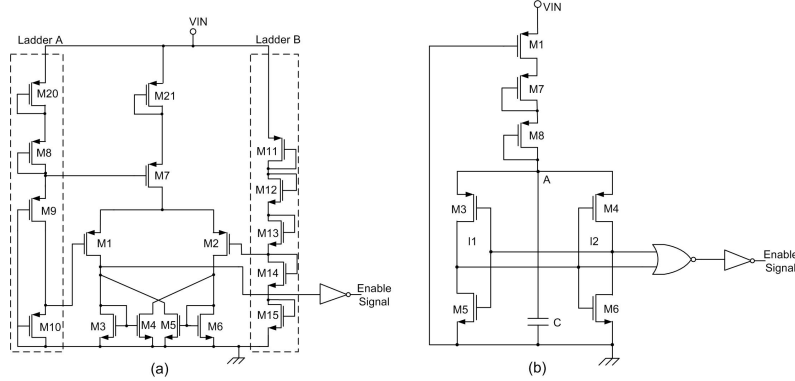 VIN
Ladder A
Ladder B
M20
M21
M8
M7
M11
M12
M9
M13
M1
M2
M14
M10
M3
M4
M5
M6
M15
Enable
Signal
(a)
VIN
M1
M7
M8
A
M3
M4
I1
I2
Enable
Signal
M5
M6
C
(b)